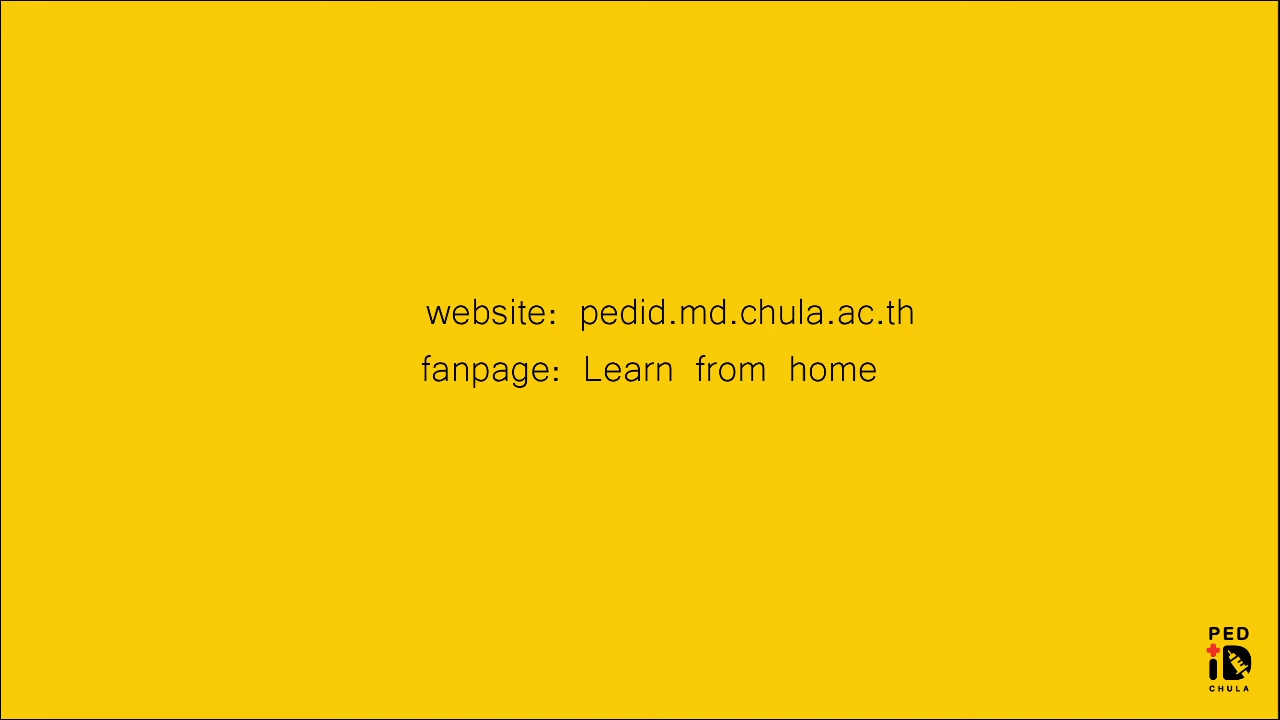 website: pedid.md.chula.ac.th
fanpage: Learn from home
PED
iD
CHULA